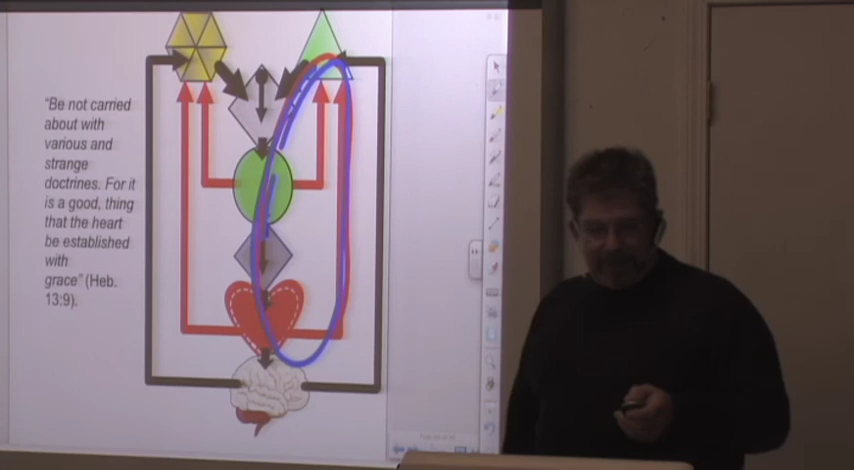 "Be not carried
about with
various and
strange
doctrines. For it
is a good, thing
that the heart
be established
with
grace" (Heb.
13:9).